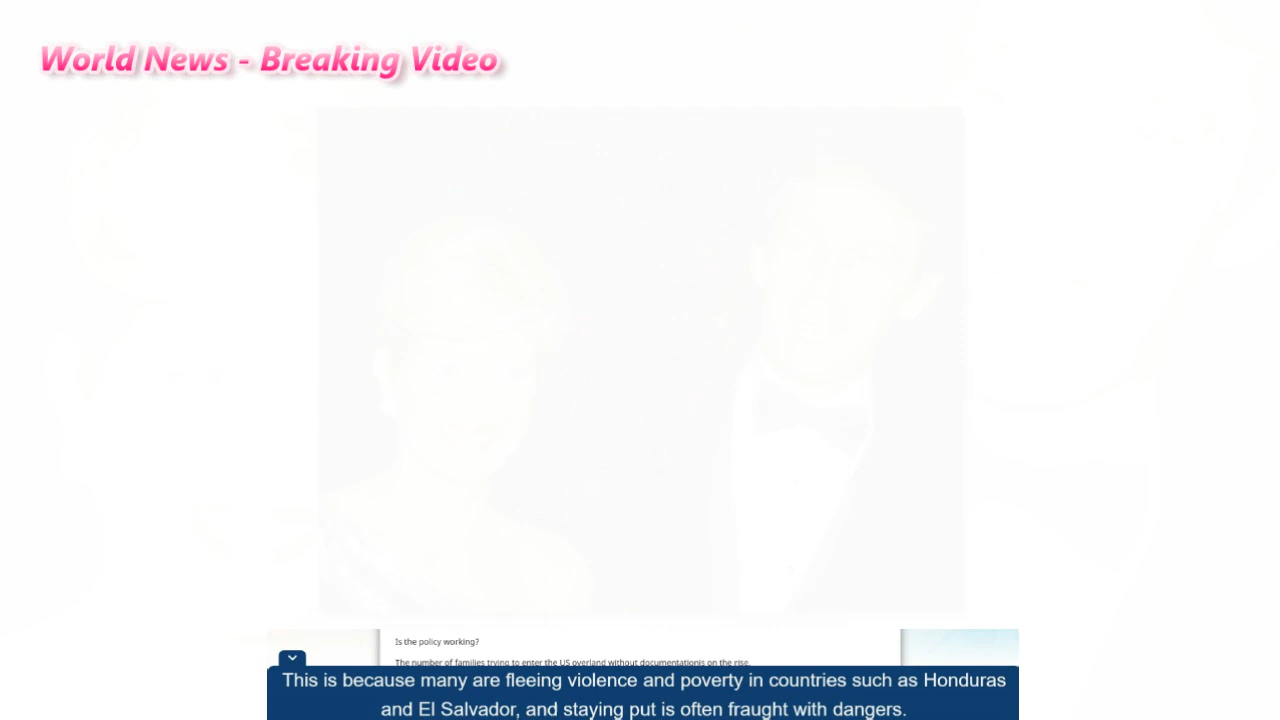 World News - Breaking Video
Is the policy working?
The number of families trying to enter the US overland without documentationis on the rise.
This is because many are fleeing violence and poverty in countries such as Honduras
and El Salvador, and staying put is often fraught with dangers.